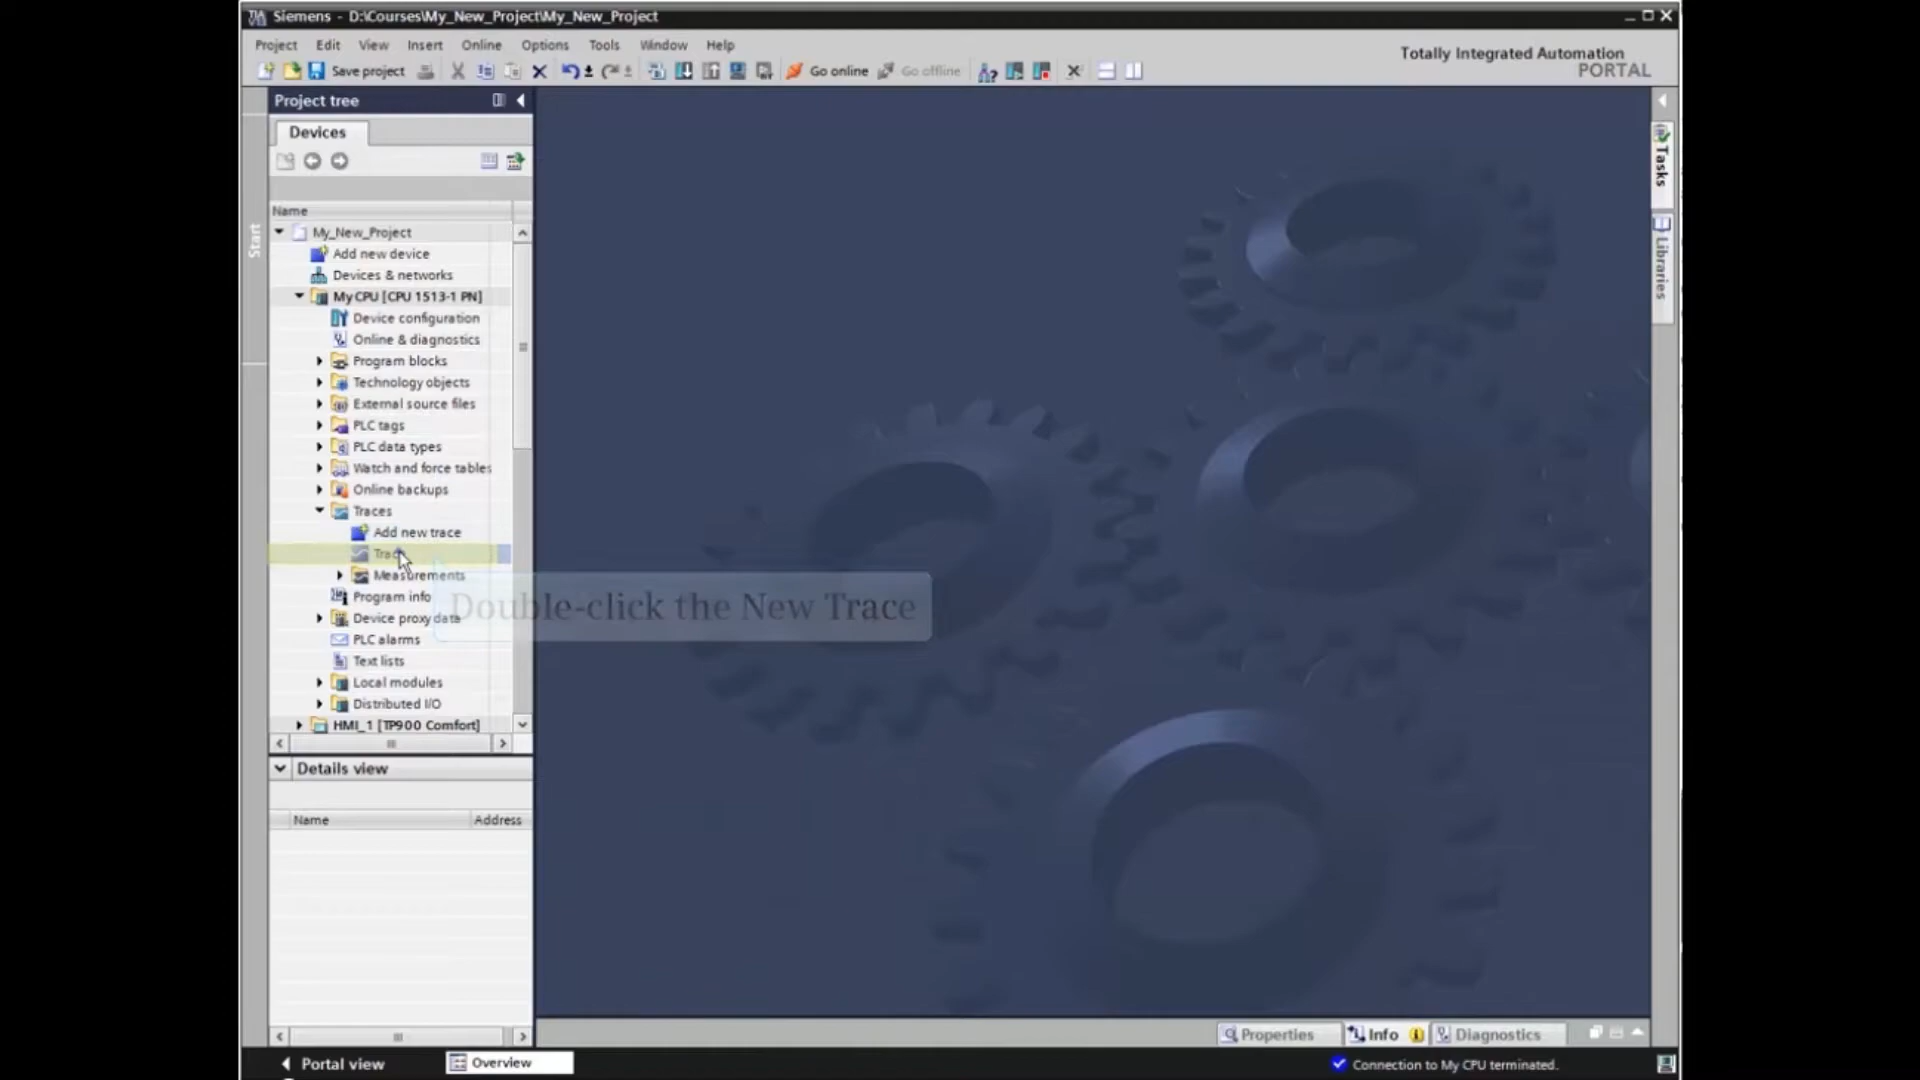 Siemens - D:\Courses\My_New_Project\My_New_Project
Project Edit View Insert Online Options Tools Window Help
Totally Integrated Automation
PORTAL
Save project
Go online
Go offline
Project tree
Devices
Name
My_New_Project
Add new device
Devices & networks
My CPU [CPU 1513-1 PN]
Device configuration
Online & diagnostics
Program blocks
Technology objects
External source files
PLC tags
PLC data types
Watch and force tables
Online backups
Traces
Add new trace
Measurements
Program info
Device proxy data
PLC alarms
Text lists
Local modules
Distributed I/O
HMI_1 [TP900 Comfort]
Double-click the New Trace
Details view
Name Address
Start
Tasks
Libraries
Properties Info Diagnostics
Portal view Overview
Connection to My CPU terminated.